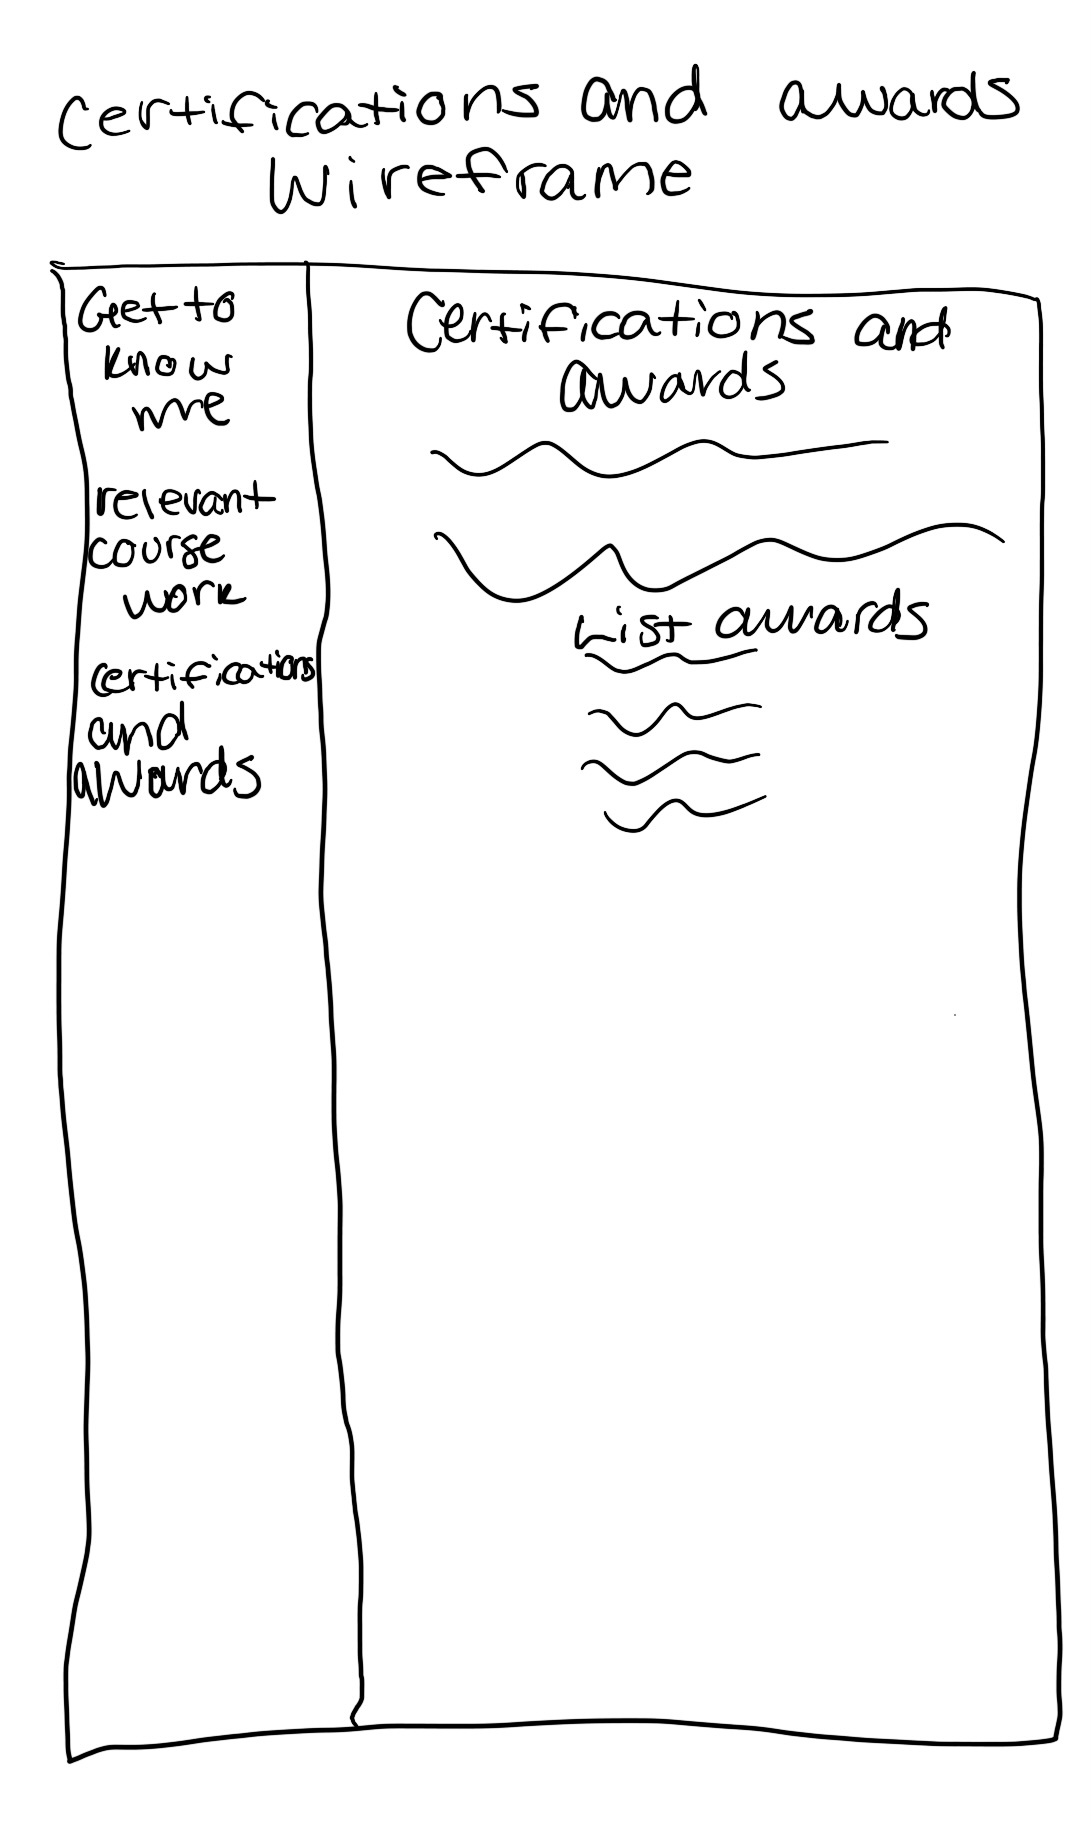 Certifications and awards
Wireframe
Get to
know
me
relevant
course
work
certifications
and
awards
Certifications and
awards
List awards